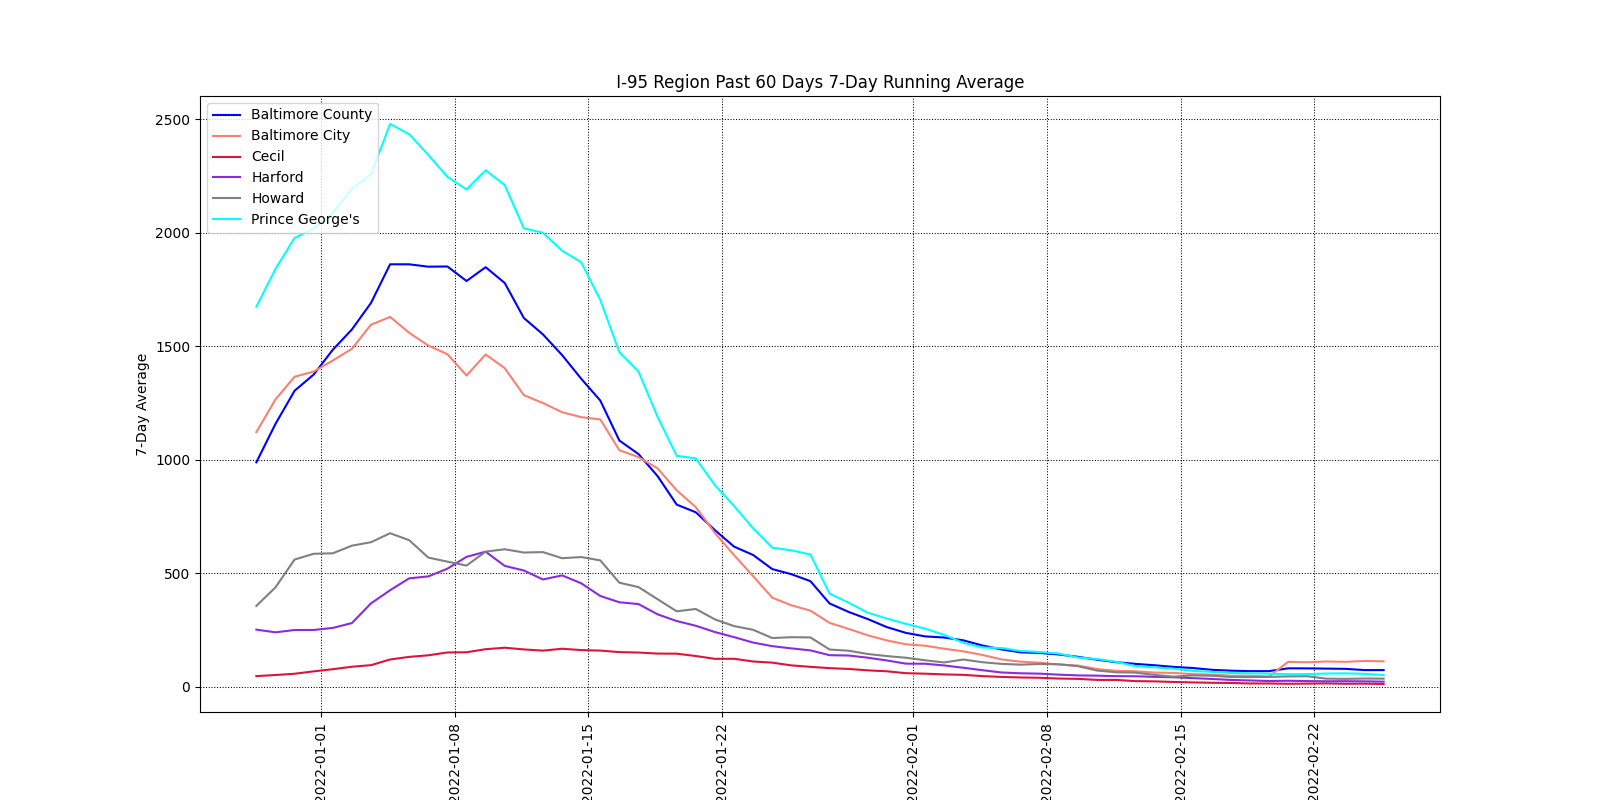 I-95 Region Past 60 Days 7-Day Running Average
Baltimore County
Baltimore City
Cecil
Harford
Howard
Prince George's
7-Day Average
2500
2000
1500
1000
500
0
2022-01-01
2022-01-08
2022-01-15
2022-01-22
2022-02-01
2022-02-08
2022-02-15
2022-02-22